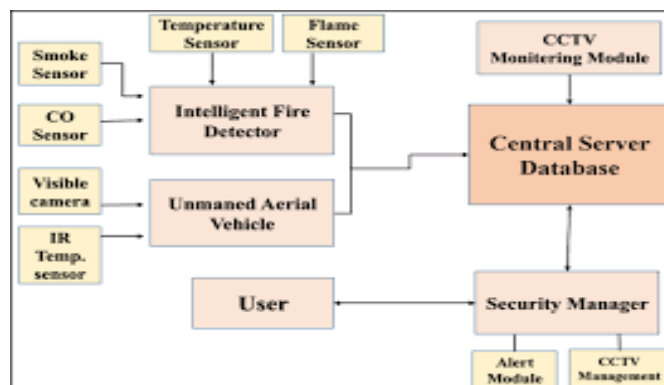 Temperature
Sensor
Flame
Sensor
CCTV
Monitering Module
Smoke
Sensor
CO
Sensor
Intelligent Fire
Detector
Central Server
Database
Visible
camera
IR
Temp.
sensor
Unmaned Aerial
Vehicle
User
Security Manager
Alert
Module
CCTV
Management